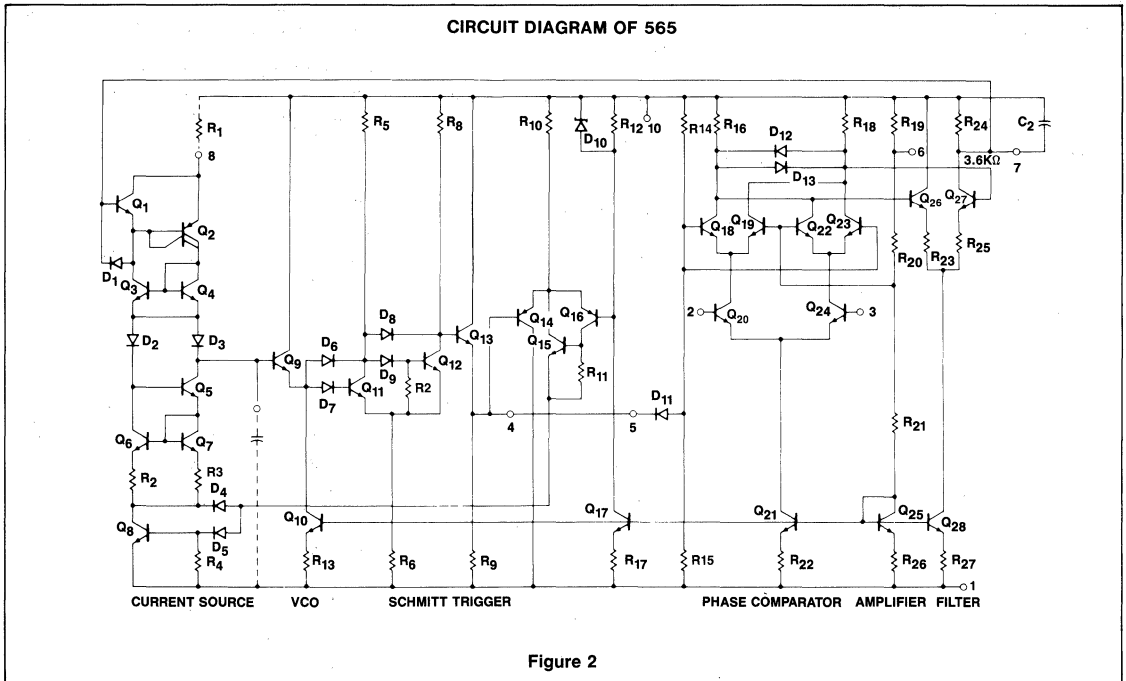 CIRCUIT DIAGRAM OF 565
R1
8
R5
R8
R10
D10
R12
10
R14
R16
D12
R18
R19
6
R24
C2
3.6KΩ
7
D13
Q1
Q2
Q18
Q19
Q22
Q23
Q26
Q27
D1
Q3
Q4
R20
R23
R25
D2
D3
D8
Q13
Q14
Q16
Q15
2
Q20
Q24
3
Q9
D6
D9
Q12
R11
Q5
D7
Q11
R2
D11
4
5
R21
Q6
Q7
R2
R3
D4
Q8
D5
Q10
Q17
Q21
Q25
Q28
R4
R13
R6
R9
R17
R15
R22
R26
R27
1
CURRENT SOURCE VCO SCHMITT TRIGGER PHASE COMPARATOR AMPLIFIER FILTER
Figure 2